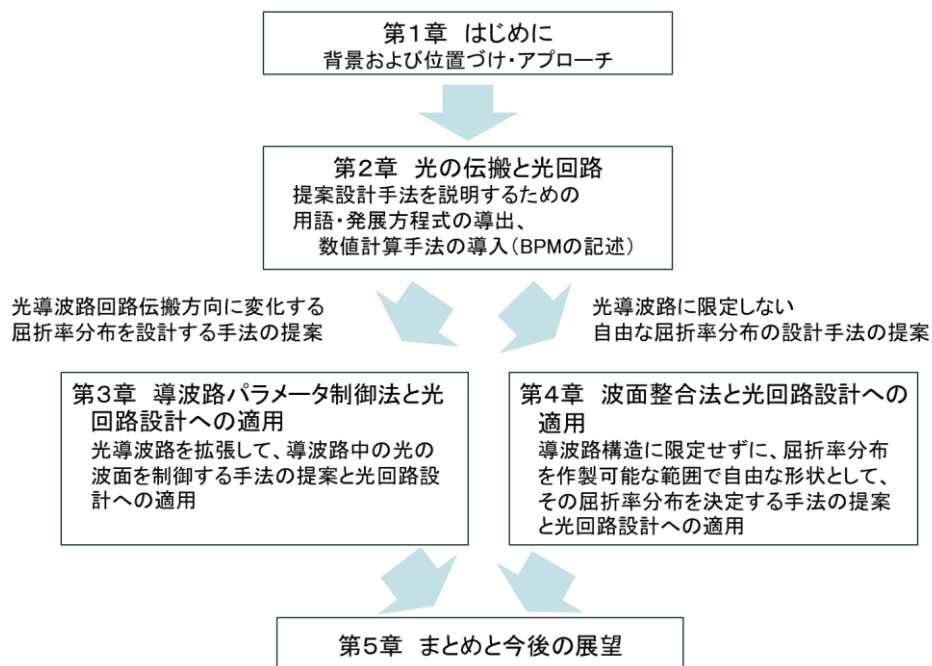 第1章 はじめに
背景および位置づけ・アプローチ
第2章 光の伝搬と光回路
提案設計手法を説明するための
用語・発展方程式の導出、
数値計算手法の導入(BPMの記述)
光導波路回路伝搬方向に変化する
屈折率分布を設計する手法の提案
光導波路に限定しない
自由な屈折率分布の設計手法の提案
第3章 導波路パラメータ制御法と光
回路設計への適用
光導波路を拡張して、導波路中の光の
波面を制御する手法の提案と光回路設
計への適用
第4章 波面整合法と光回路設計への
適用
導波路構造に限定せずに、屈折率分布
を作製可能な範囲で自由な形状として、
その屈折率分布を決定する手法の提案
と光回路設計への適用
第5章 まとめと今後の展望